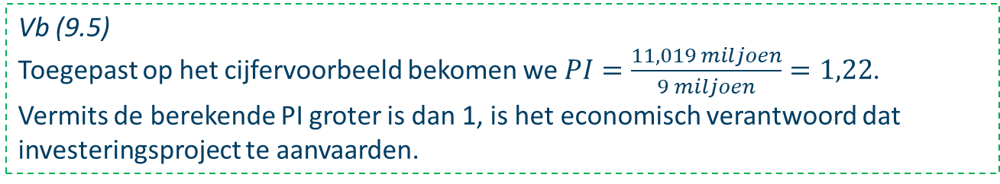 Vb (9.5)
Toegepast op het cijfervoorbeeld bekomen we PI = 11,019 miljoen / 9 miljoen = 1,22.
Vermits de berekende PI groter is dan 1, is het economisch verantwoord dat
investeringsproject te aanvaarden.